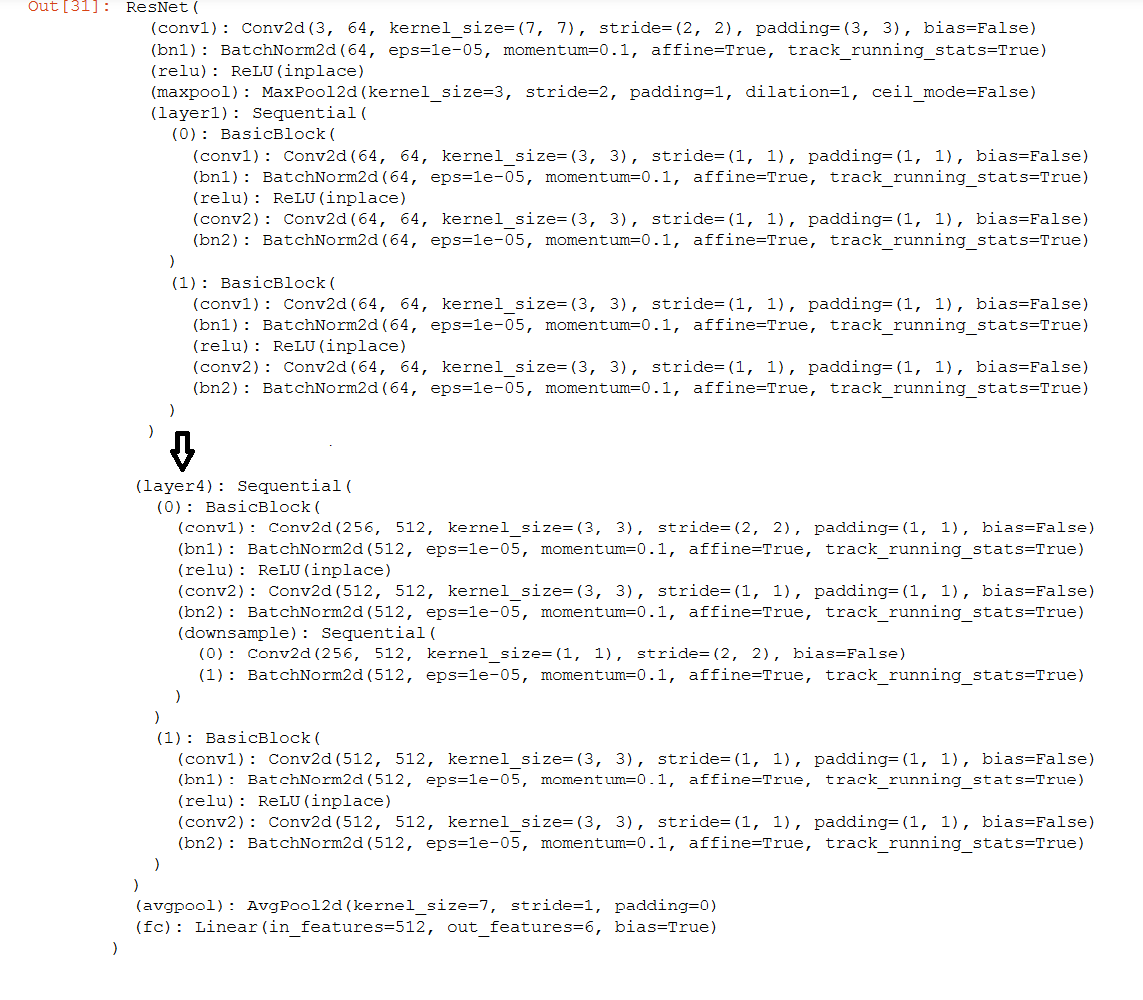 Out[31]: ResNet(
(conv1): Conv2d(3, 64, kernel_size=(7, 7), stride=(2, 2), padding=(3, 3), bias=False)
(bn1): BatchNorm2d(64, eps=1e-05, momentum=0.1, affine=True, track_running_stats=True)
(relu): ReLU(inplace)
(maxpool): MaxPool2d(kernel_size=3, stride=2, padding=1, dilation=1, ceil_mode=False)
(layer1): Sequential(
(0): BasicBlock(
(conv1): Conv2d(64, 64, kernel_size=(3, 3), stride=(1, 1), padding=(1, 1), bias=False)
(bn1): BatchNorm2d(64, eps=1e-05, momentum=0.1, affine=True, track_running_stats=True)
(relu): ReLU(inplace)
(conv2): Conv2d(64, 64, kernel_size=(3, 3), stride=(1, 1), padding=(1, 1), bias=False)
(bn2): BatchNorm2d(64, eps=1e-05, momentum=0.1, affine=True, track_running_stats=True)
)
(1): BasicBlock(
(conv1): Conv2d(64, 64, kernel_size=(3, 3), stride=(1, 1), padding=(1, 1), bias=False)
(bn1): BatchNorm2d(64, eps=1e-05, momentum=0.1, affine=True, track_running_stats=True)
(relu): ReLU(inplace)
(conv2): Conv2d(64, 64, kernel_size=(3, 3), stride=(1, 1), padding=(1, 1), bias=False)
(bn2): BatchNorm2d(64, eps=1e-05, momentum=0.1, affine=True, track_running_stats=True)
)
)
(layer4): Sequential(
(0): BasicBlock(
(conv1): Conv2d(256, 512, kernel_size=(3, 3), stride=(2, 2), padding=(1, 1), bias=False)
(bn1): BatchNorm2d(512, eps=1e-05, momentum=0.1, affine=True, track_running_stats=True)
(relu): ReLU(inplace)
(conv2): Conv2d(512, 512, kernel_size=(3, 3), stride=(1, 1), padding=(1, 1), bias=False)
(bn2): BatchNorm2d(512, eps=1e-05, momentum=0.1, affine=True, track_running_stats=True)
(downsample): Sequential(
(0): Conv2d(256, 512, kernel_size=(1, 1), stride=(2, 2), bias=False)
(1): BatchNorm2d(512, eps=1e-05, momentum=0.1, affine=True, track_running_stats=True)
)
)
(1): BasicBlock(
(conv1): Conv2d(512, 512, kernel_size=(3, 3), stride=(1, 1), padding=(1, 1), bias=False)
(bn1): BatchNorm2d(512, eps=1e-05, momentum=0.1, affine=True, track_running_stats=True)
(relu): ReLU(inplace)
(conv2): Conv2d(512, 512, kernel_size=(3, 3), stride=(1, 1), padding=(1, 1), bias=False)
(bn2): BatchNorm2d(512, eps=1e-05, momentum=0.1, affine=True, track_running_stats=True)
)
)
(avgpool): AvgPool2d(kernel_size=7, stride=1, padding=0)
(fc): Linear(in_features=512, out_features=6, bias=True)
)